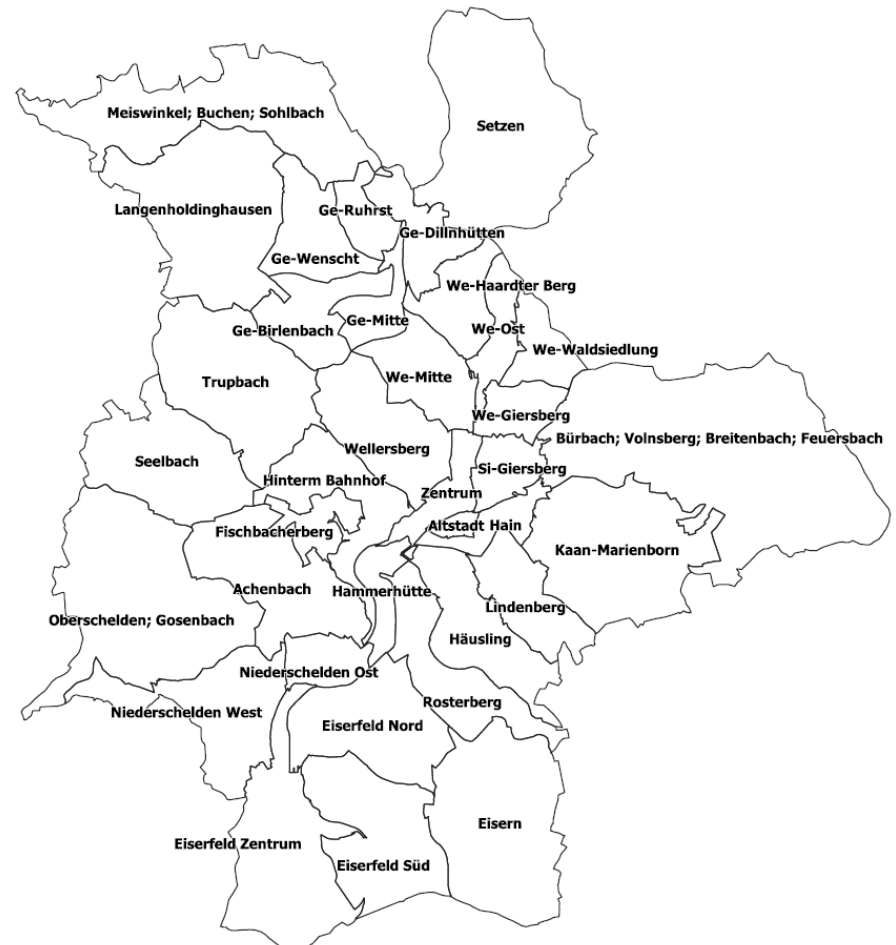 Meiswinkel; Buchen; Sohlbach
Setzen
Langenholdinghausen
Ge-Ruhrst
Ge-Dillnhütten
Ge-Wenscht
We-Haardter Berg
Ge-Mitte
Ge-Birlenbach
We-Ost
We-Waldsiedlung
Trupbach
We-Mitte
We-Giersberg
Bürbach; Volnsberg; Breitenbach; Feuersbach
Wellersberg
Seelbach
Si-Giersberg
Hinterm Bahnhof
Zentrum
Altstadt Hain
Fischbacherberg
Kaan-Marienborn
Achenbach
Hammerhütte
Lindenberg
Oberschelden; Gosenbach
Häusling
Niederschelden Ost
Rosterberg
Niederschelden West
Eiserfeld Nord
Eisern
Eiserfeld Zentrum
Eiserfeld Süd